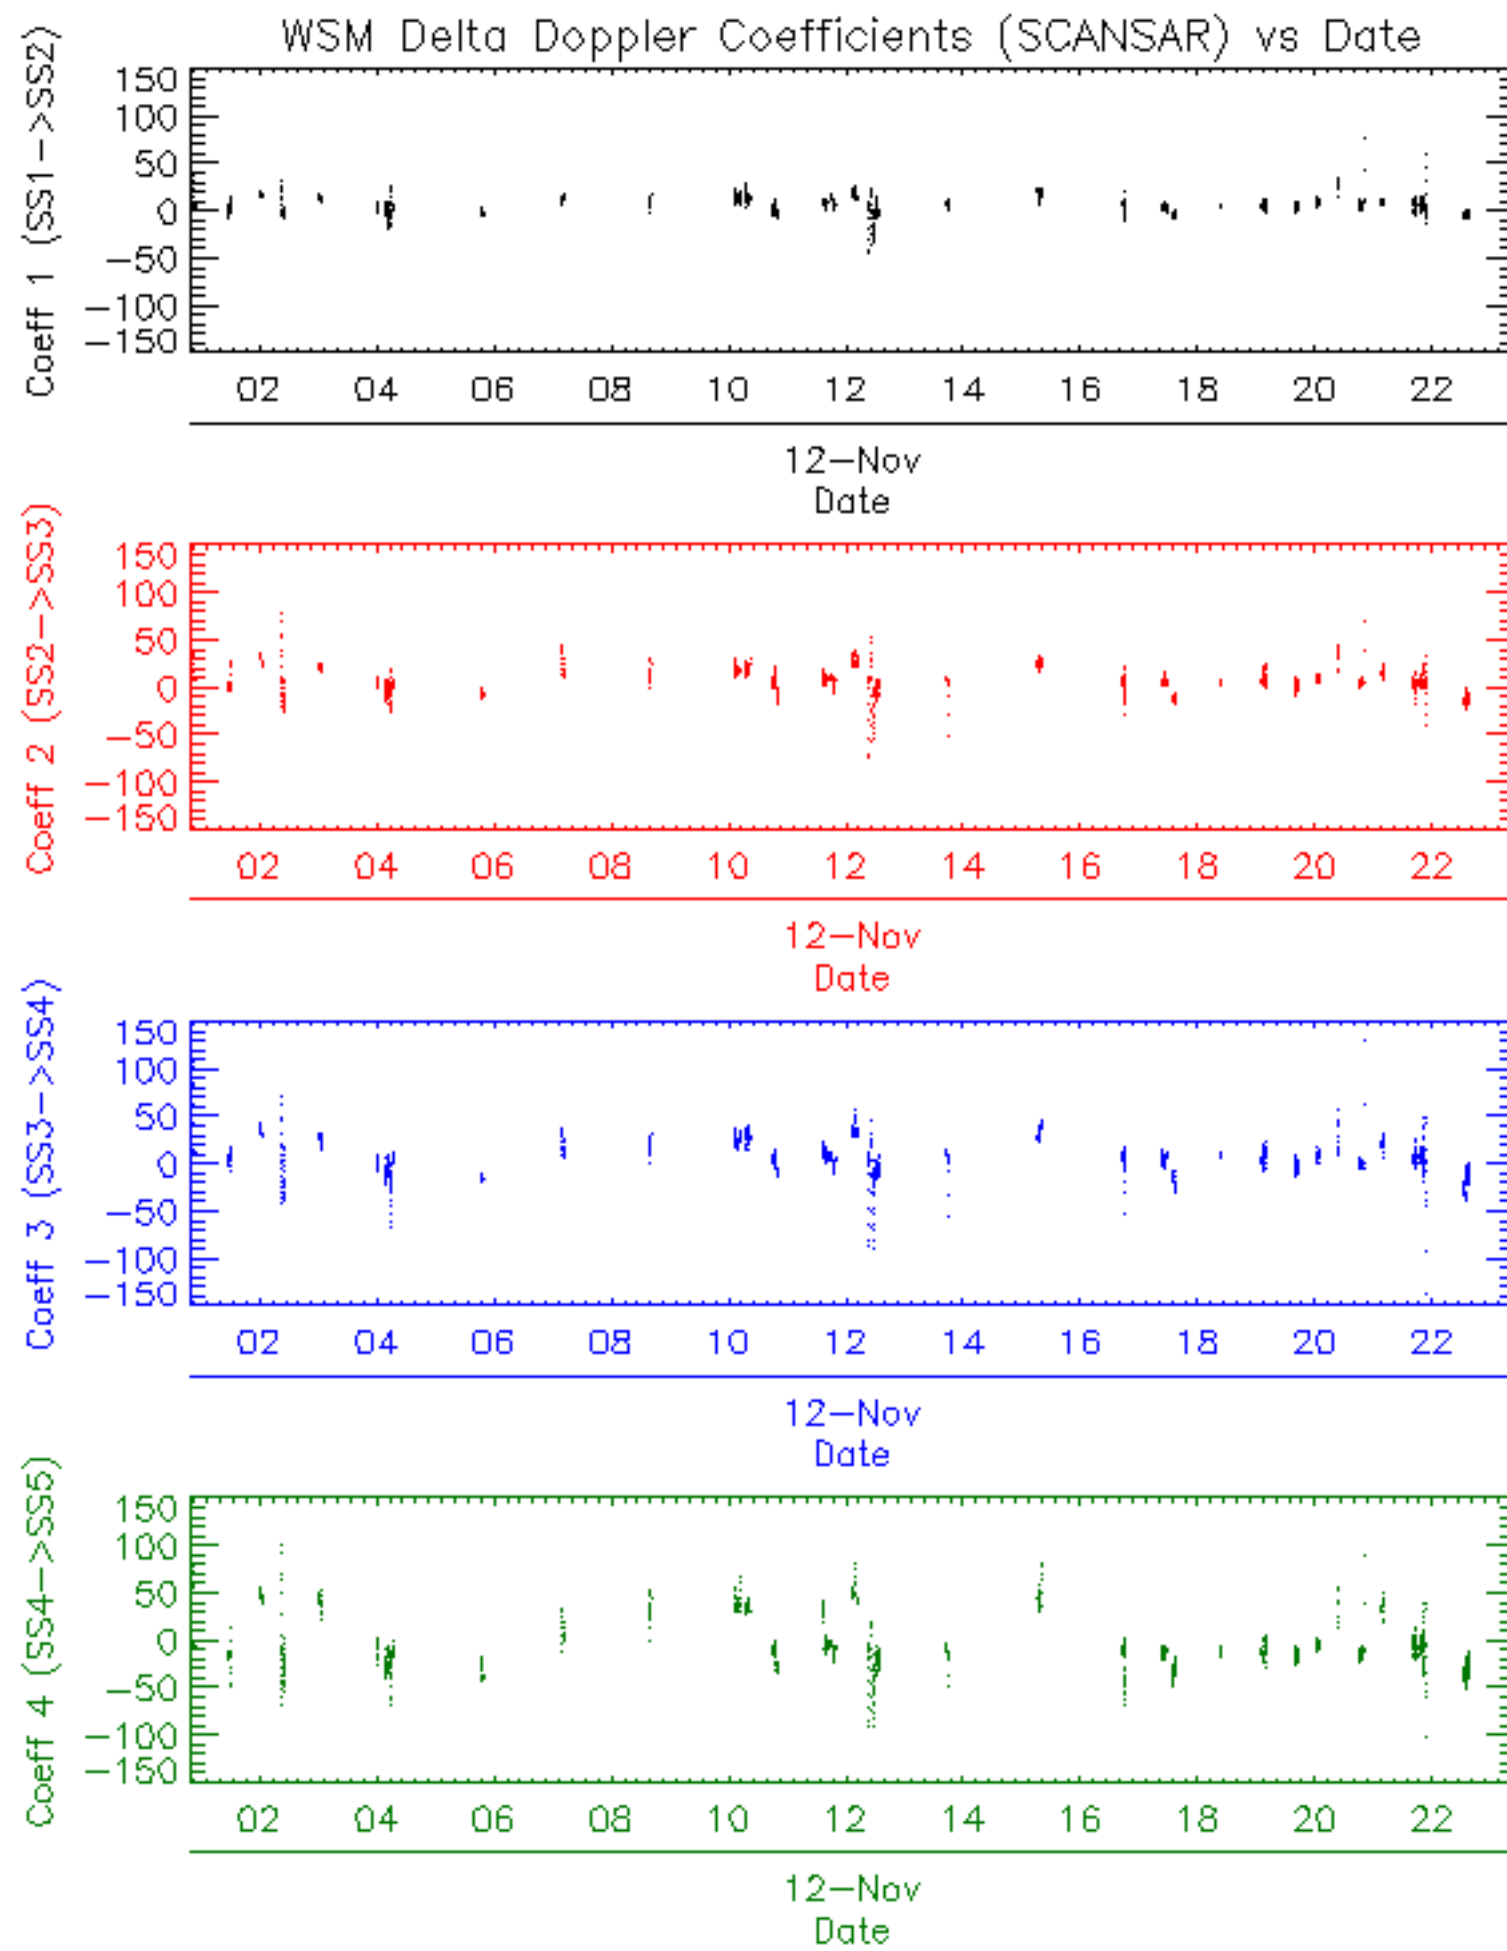 WSM Delta Doppler Coefficients (SCANSAR) vs Date
Coeff 1 (SS1->SS2)
150
100
50
0
-50
-100
-150
02 04 06 08 10 12 14 16 18 20 22
12-Nov
Date
Coeff 2 (SS2->SS3)
150
100
50
0
-50
-100
-150
02 04 06 08 10 12 14 16 18 20 22
12-Nov
Date
Coeff 3 (SS3->SS4)
150
100
50
0
-50
-100
-150
02 04 06 08 10 12 14 16 18 20 22
12-Nov
Date
Coeff 4 (SS4->SS5)
150
100
50
0
-50
-100
-150
02 04 06 08 10 12 14 16 18 20 22
12-Nov
Date